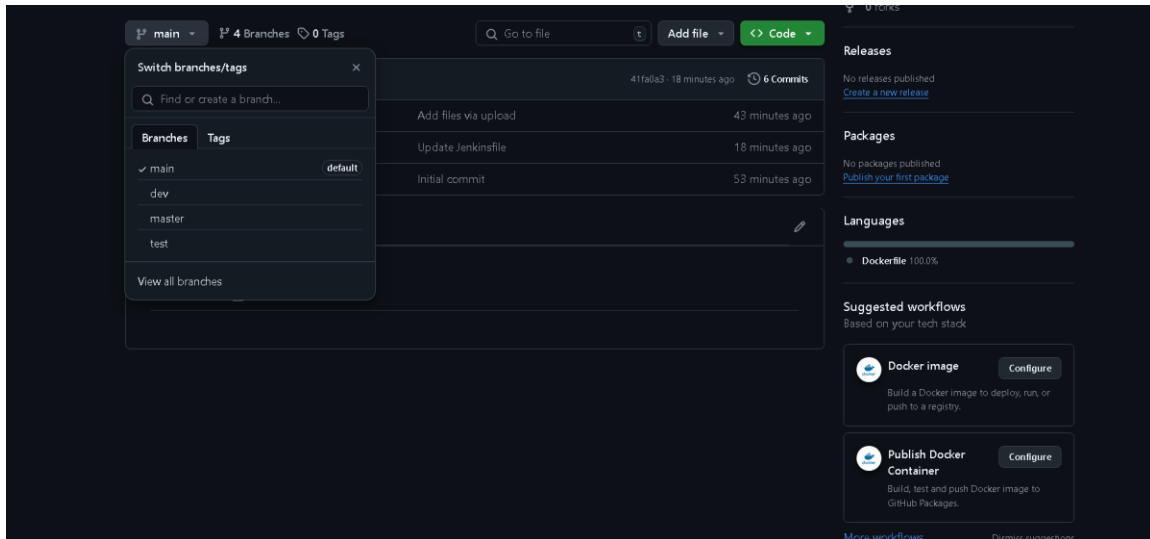 0 forks
main
4 Branches
0 Tags
Go to file
t
Add file
Code
Switch branches/tags
Find or create a branch...
Branches
Tags
main
default
dev
master
test
View all branches
41fa0a3 · 18 minutes ago
6 Commits
Add files via upload
43 minutes ago
Update Jenkinsfile
18 minutes ago
Initial commit
53 minutes ago
Releases
No releases published
Create a new release
Packages
No packages published
Publish your first package
Languages
Dockerfile 100.0%
Suggested workflows
Based on your tech stack
Docker image
Configure
Build a Docker image to deploy, run, or
push to a registry.
Publish Docker
Container
Configure
Build, test and push Docker image to
GitHub Packages.
More workflows
Dismiss suggestions